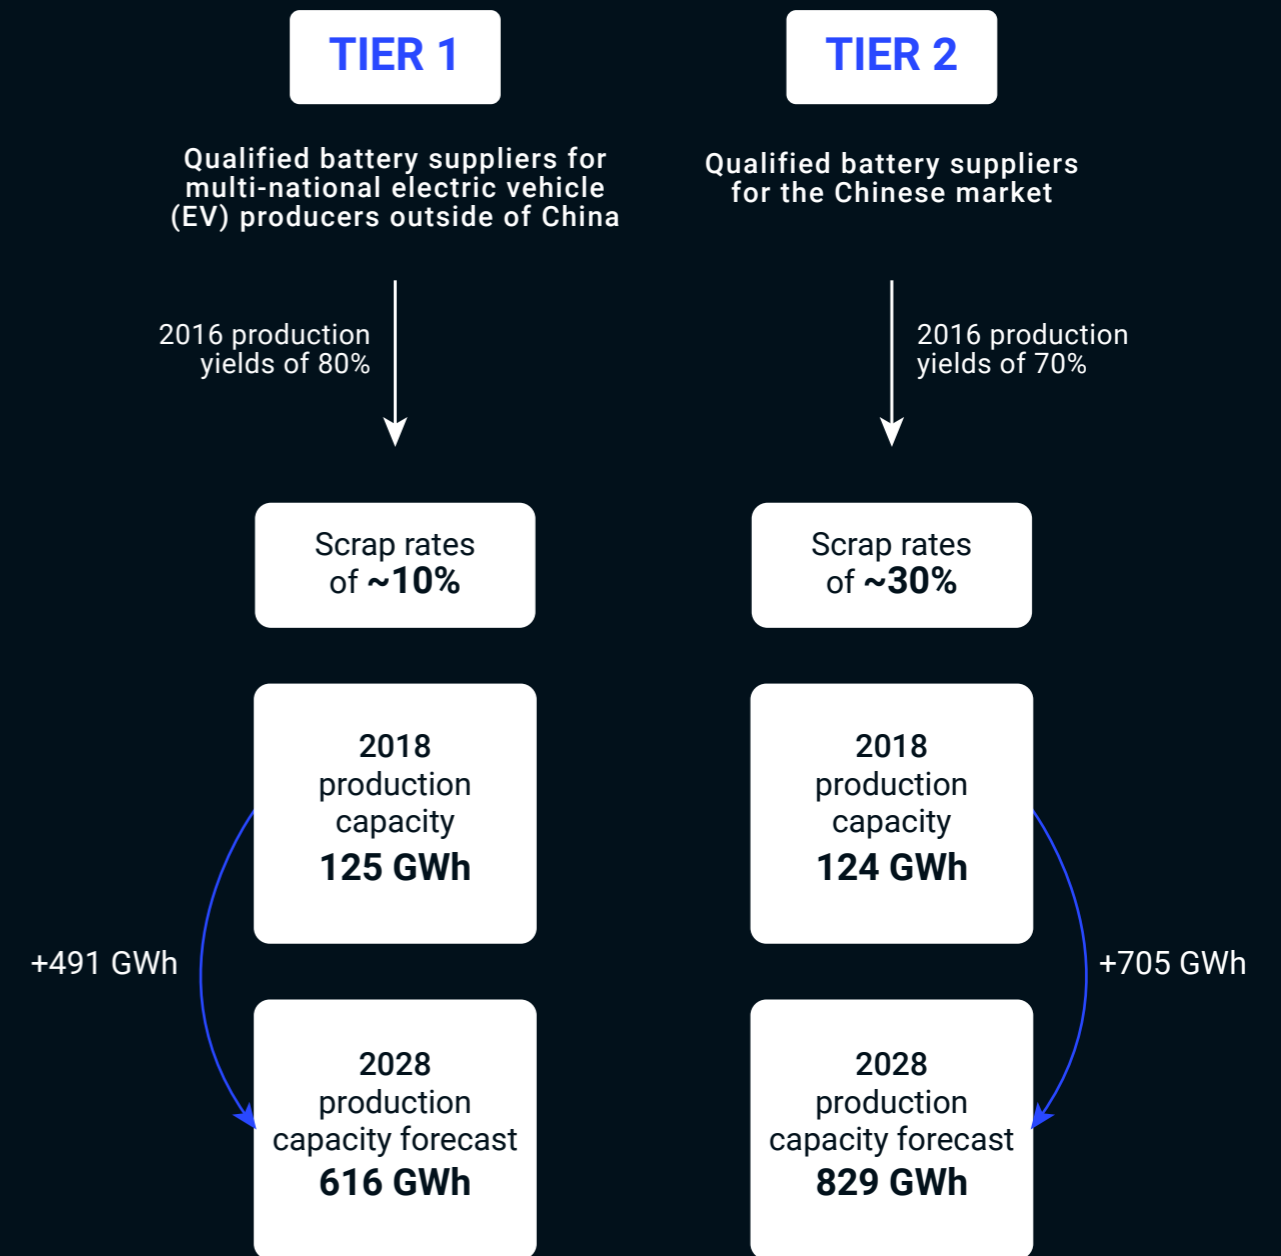 TIER 1
Qualified battery suppliers for
multi-national electric vehicle
(EV) producers outside of China
2016 production
yields of 80%
Scrap rates
of ~10%
2018
production
capacity
125 GWh
+491 GWh
2028
production
capacity forecast
616 GWh
TIER 2
Qualified battery suppliers
for the Chinese market
2016 production
yields of 70%
Scrap rates
of ~30%
2018
production
capacity
124 GWh
+705 GWh
2028
production
capacity forecast
829 GWh